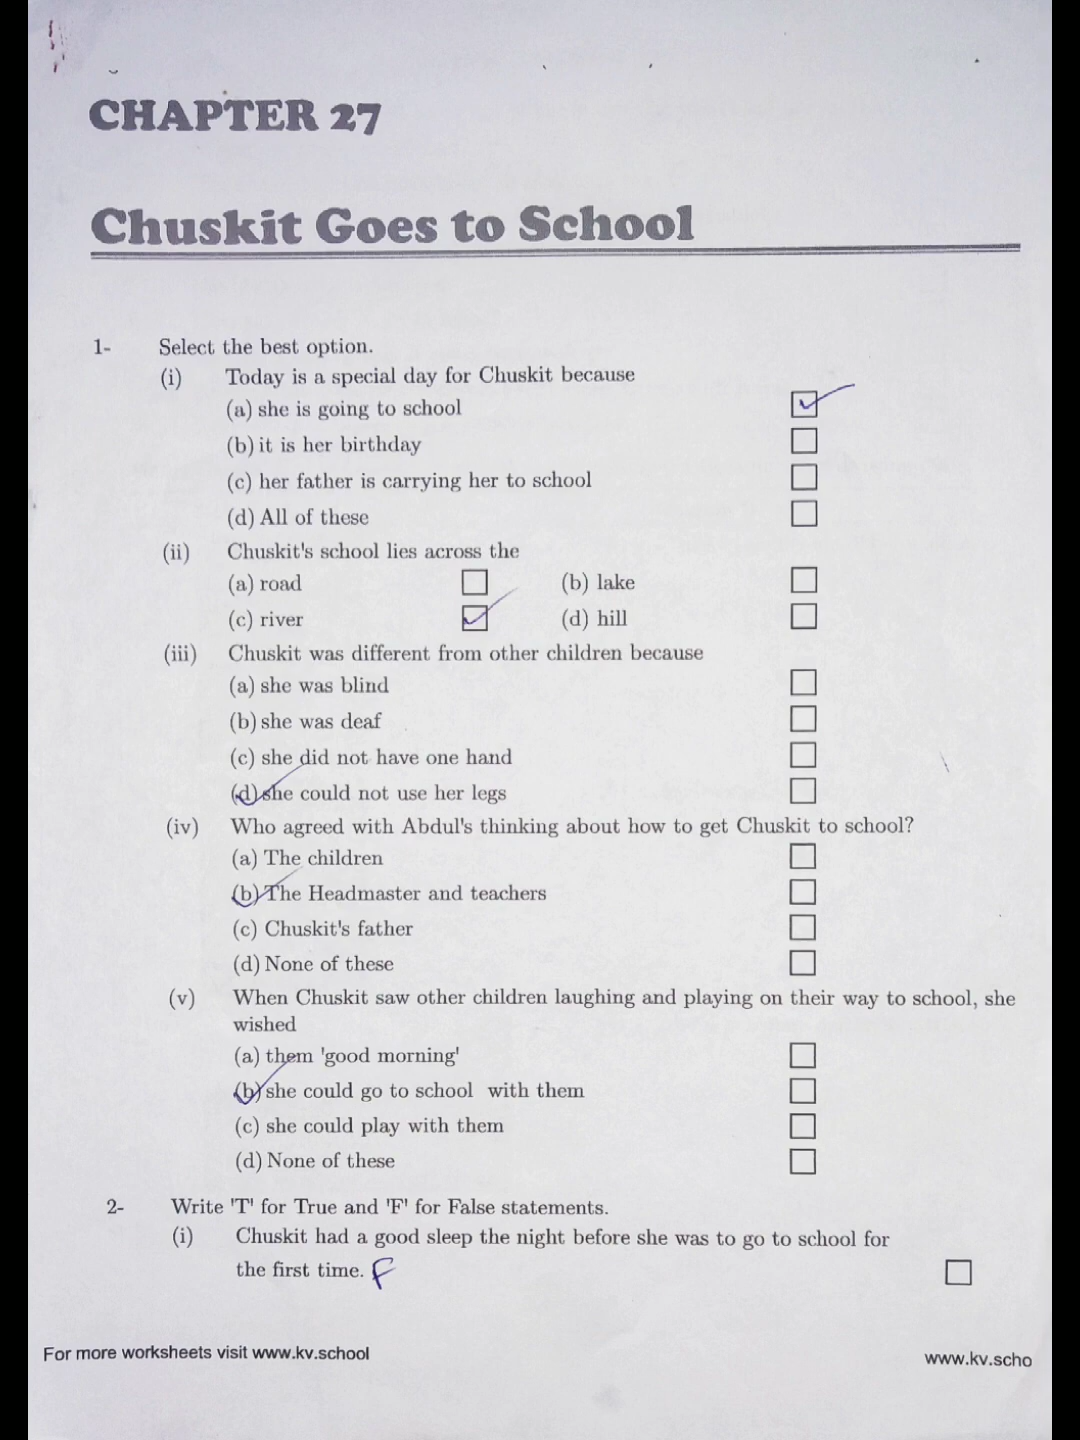 CHAPTER 27
Chuskit Goes to School
1- Select the best option.
(i) Today is a special day for Chuskit because
(a) she is going to school ✓
(b) it is her birthday
(c) her father is carrying her to school
(d) All of these
(ii) Chuskit's school lies across the
(a) road (b) lake
(c) river ✓ (d) hill
(iii) Chuskit was different from other children because
(a) she was blind
(b) she was deaf
(c) she did not have one hand
(d) she could not use her legs
(iv) Who agreed with Abdul's thinking about how to get Chuskit to school?
(a) The children
(b) The Headmaster and teachers
(c) Chuskit's father
(d) None of these
(v) When Chuskit saw other children laughing and playing on their way to school, she
wished
(a) them 'good morning'
(b) she could go to school with them
(c) she could play with them
(d) None of these
2- Write 'T' for True and 'F' for False statements.
(i) Chuskit had a good sleep the night before she was to go to school for
the first time. F
For more worksheets visit www.kv.school www.kv.scho